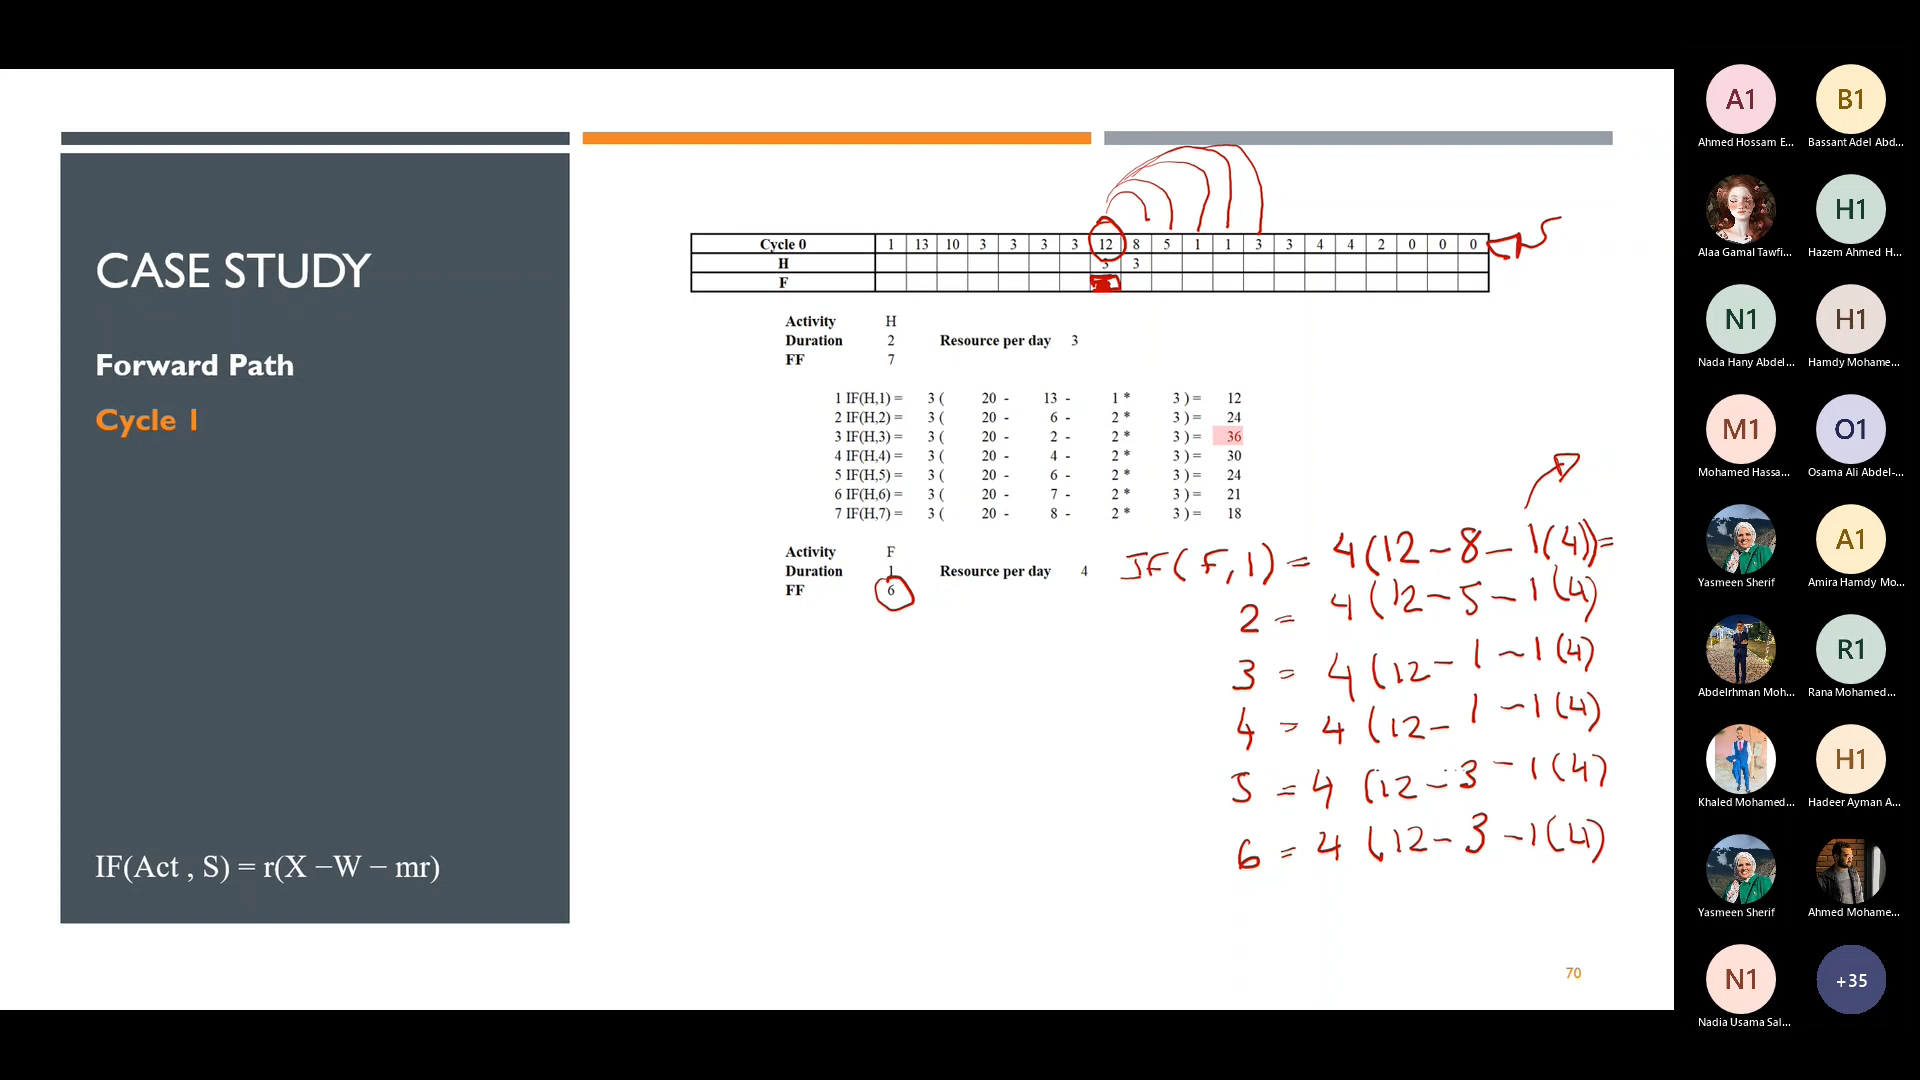 CASE STUDY
Forward Path
Cycle 1
IF(Act , S) = r(X −W − mr)
Cycle 0 1 13 10 3 3 3 3 12 8 5 1 1 3 3 4 4 2 0 0 0
H 3 3
F
Activity H
Duration 2 Resource per day 3
FF 7
1 IF(H,1) = 3 ( 20 - 13 - 1 * 3 ) = 12
2 IF(H,2) = 3 ( 20 - 6 - 2 * 3 ) = 24
3 IF(H,3) = 3 ( 20 - 2 - 2 * 3 ) = 36
4 IF(H,4) = 3 ( 20 - 4 - 2 * 3 ) = 30
5 IF(H,5) = 3 ( 20 - 6 - 2 * 3 ) = 24
6 IF(H,6) = 3 ( 20 - 7 - 2 * 3 ) = 21
7 IF(H,7) = 3 ( 20 - 8 - 2 * 3 ) = 18
Activity F
Duration 1 Resource per day 4
FF 6
IF(F,1) = 4(12-8-1(4))=
2 = 4(12-5-1(4)
3 = 4(12-1-1(4)
4 = 4(12-1-1(4)
5 = 4(12-3-1(4)
6 = 4(12-3-1(4)
70
A1 B1
Ahmed Hossam E... Bassant Adel Abd...
H1
Alaa Gamal Tawfi... Hazem Ahmed H...
N1 H1
Nada Hany Abdel... Hamdy Mohame...
M1 O1
Mohamed Hassa... Osama Ali Abdel-...
A1
Yasmeen Sherif Amira Hamdy Mo...
R1
Abdelrhman Moh... Rana Mohamed...
H1
Khaled Mohamed... Hadeer Ayman A...
Yasmeen Sherif Ahmed Mohame...
N1 +35
Nadia Usama Sal...